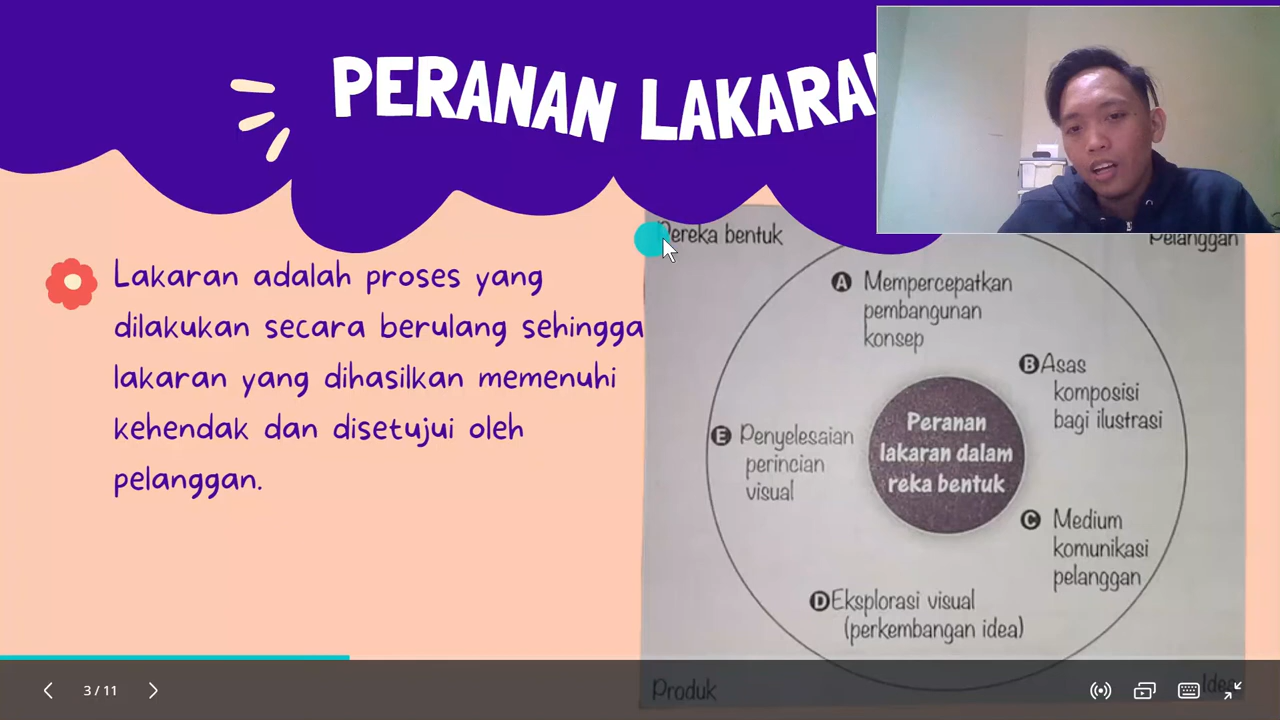 PERANAN LAKARA
Lakaran adalah proses yang
dilakukan secara berulang sehingga
lakaran yang dihasilkan memenuhi
kehendak dan disetujui oleh
pelanggan.
Pereka bentuk
Pelanggan
A Mempercepatkan
pembangunan
konsep
B Asas
komposisi
bagi ilustrasi
Peranan
lakaran dalam
reka bentuk
E Penyelesaian
perincian
visual
C Medium
komunikasi
pelanggan
D Eksplorasi visual
(perkembangan idea)
Produk
Idea
3 / 11